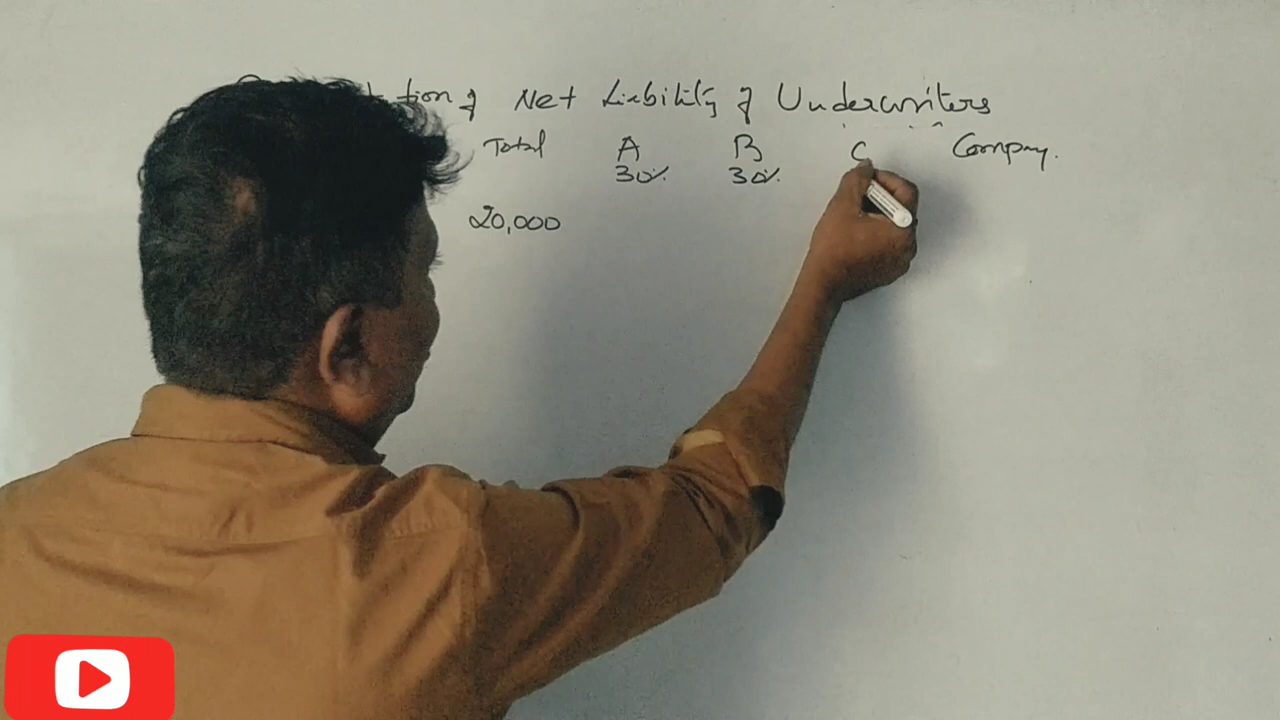 tion of Net Liability of Underwriters
Total A B C Company.
30% 30%
20,000